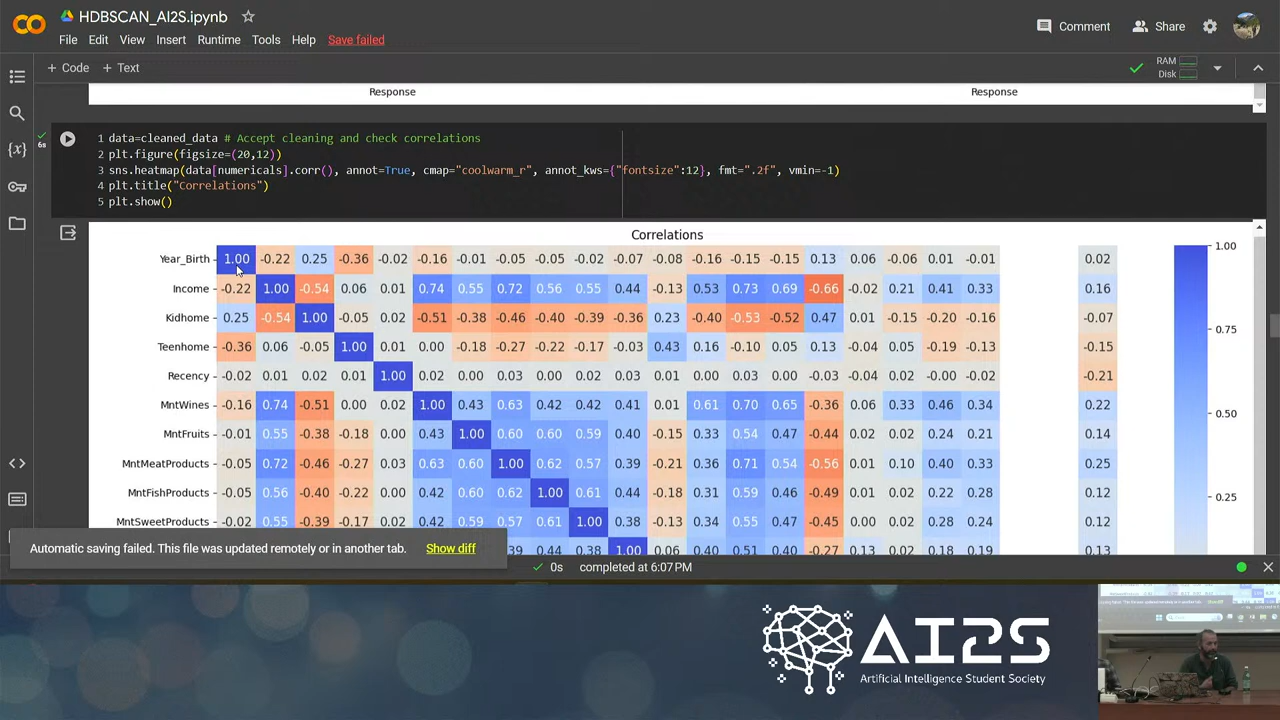 HDBSCAN_AI2S.ipynb
File Edit View Insert Runtime Tools Help Save failed
Comment Share
+ Code + Text
RAM
Disk
Response Response
6s
1 data=cleaned_data # Accept cleaning and check correlations
2 plt.figure(figsize=(20,12))
3 sns.heatmap(data[numericals].corr(), annot=True, cmap="coolwarm_r", annot_kws={"fontsize":12}, fmt=".2f", vmin=-1)
4 plt.title("Correlations")
5 plt.show()
Correlations
Year_Birth 1.00 -0.22 0.25 -0.36 -0.02 -0.16 -0.01 -0.05 -0.05 -0.02 -0.07 -0.08 -0.16 -0.15 -0.15 0.13 0.06 -0.06 0.01 -0.01 0.02
Income -0.22 1.00 -0.54 0.06 0.01 0.74 0.55 0.72 0.56 0.55 0.44 -0.13 0.53 0.73 0.69 -0.66 -0.02 0.21 0.41 0.33 0.16
Kidhome 0.25 -0.54 1.00 -0.05 0.02 -0.51 -0.38 -0.46 -0.40 -0.39 -0.36 0.23 -0.40 -0.53 -0.52 0.47 0.01 -0.15 -0.20 -0.16 -0.07
Teenhome -0.36 0.06 -0.05 1.00 0.01 0.00 -0.18 -0.27 -0.22 -0.17 -0.03 0.43 0.16 -0.10 0.05 0.13 -0.04 0.05 -0.19 -0.13 -0.15
Recency -0.02 0.01 0.02 0.01 1.00 0.02 0.00 0.03 0.00 0.02 0.03 0.01 0.00 0.03 0.00 -0.03 -0.04 0.02 -0.00 -0.02 -0.21
MntWines -0.16 0.74 -0.51 0.00 0.02 1.00 0.43 0.63 0.42 0.42 0.41 0.01 0.61 0.70 0.65 -0.36 0.06 0.33 0.46 0.34 0.22
MntFruits -0.01 0.55 -0.38 -0.18 0.00 0.43 1.00 0.60 0.60 0.59 0.40 -0.15 0.33 0.54 0.47 -0.44 0.02 0.02 0.24 0.21 0.14
MntMeatProducts -0.05 0.72 -0.46 -0.27 0.03 0.63 0.60 1.00 0.62 0.57 0.39 -0.21 0.36 0.71 0.54 -0.56 0.01 0.10 0.40 0.33 0.25
MntFishProducts -0.05 0.56 -0.40 -0.22 0.00 0.42 0.60 0.62 1.00 0.61 0.44 -0.18 0.31 0.59 0.46 -0.49 0.01 0.02 0.22 0.28 0.12
MntSweetProducts -0.02 0.55 -0.39 -0.17 0.02 0.42 0.59 0.57 0.61 1.00 0.38 -0.13 0.34 0.55 0.47 -0.45 0.02 0.02 0.28 0.24 0.12
0.44 0.38 1.00 0.06 0.40 0.51 0.40 -0.27 0.13 0.02 0.18 0.19 0.13
1.00
0.75
0.50
0.25
Automatic saving failed. This file was updated remotely or in another tab. Show diff
0s completed at 6:07 PM
AI2S
Artificial Intelligence Student Society